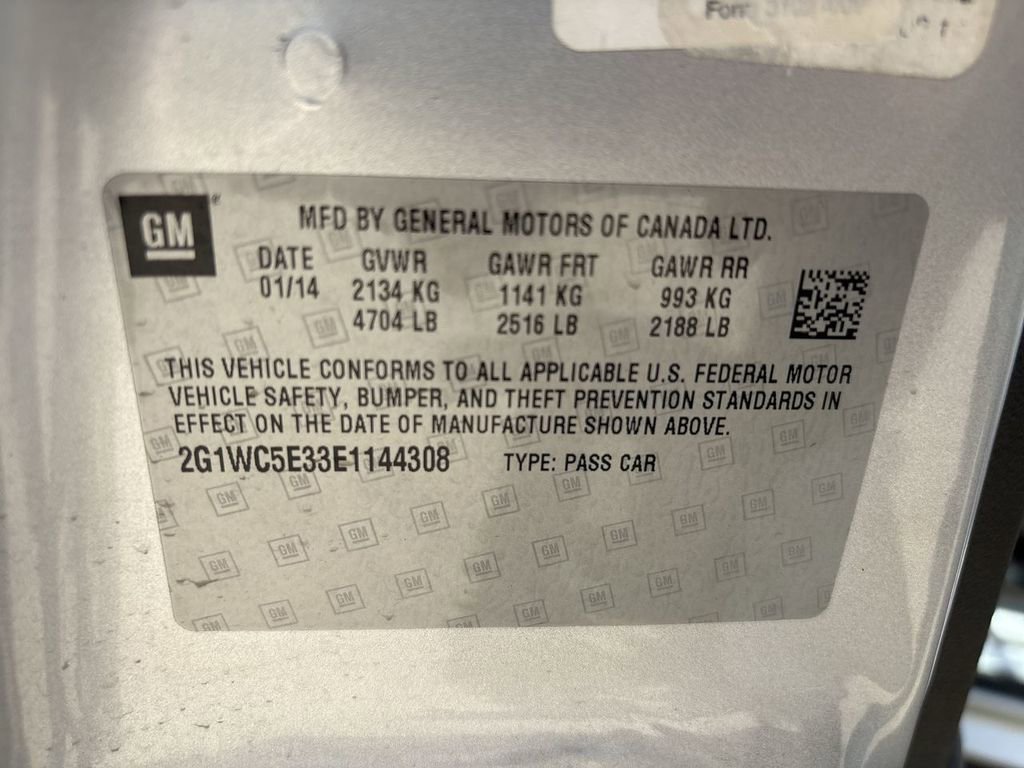 Form
GM
MFD BY GENERAL MOTORS OF CANADA LTD.
DATE GVWR GAWR FRT GAWR RR
01/14 2134 KG 1141 KG 993 KG
4704 LB 2516 LB 2188 LB
THIS VEHICLE CONFORMS TO ALL APPLICABLE U.S. FEDERAL MOTOR
VEHICLE SAFETY, BUMPER, AND THEFT PREVENTION STANDARDS IN
EFFECT ON THE DATE OF MANUFACTURE SHOWN ABOVE.
2G1WC5E33E1144308 TYPE: PASS CAR